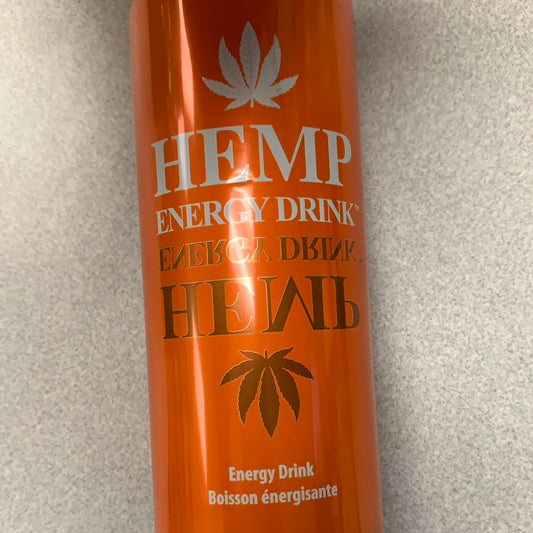 HEMP
ENERGY DRINK™
ENERGY DRINK
HEMP
Energy Drink
Boisson énergisante